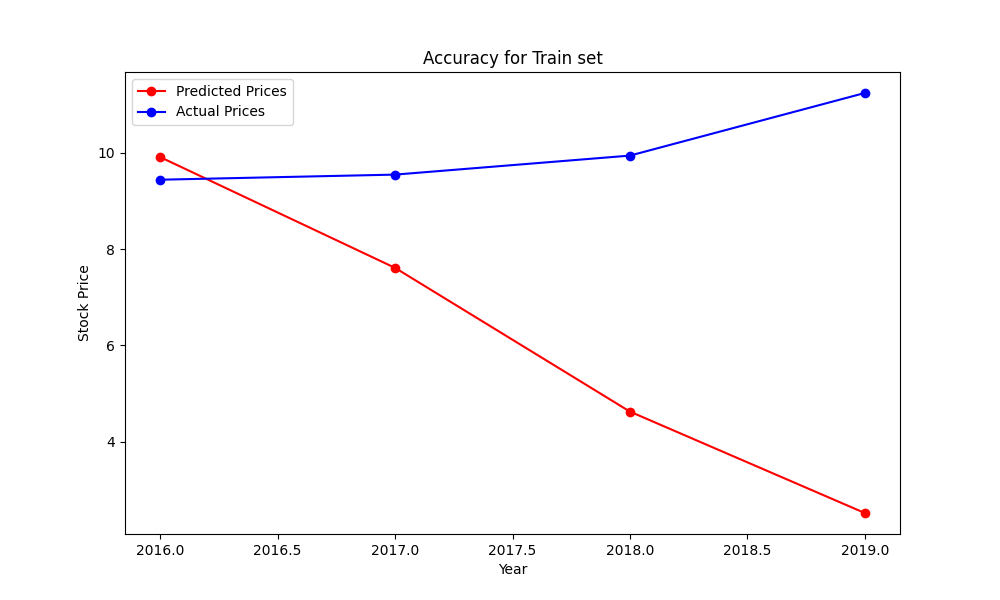 Accuracy for Train set
Predicted Prices
Actual Prices
10
8
6
4
Stock Price
2016.0 2016.5 2017.0 2017.5 2018.0 2018.5 2019.0
Year